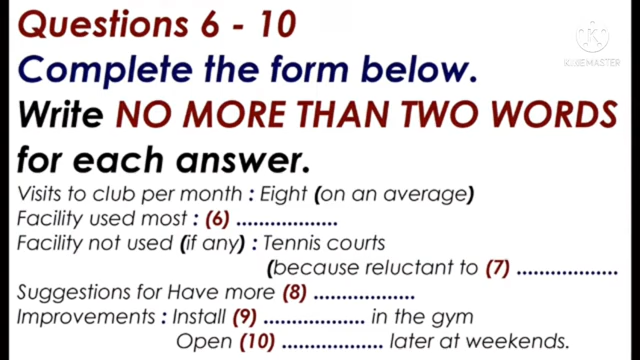 Questions 6 - 10
KINEMASTER
Complete the form below.
Write NO MORE THAN TWO WORDS
for each answer.
Visits to club per month : Eight (on an average)
Facility used most : (6) ..................
Facility not used (if any) : Tennis courts
(because reluctant to (7) ..................
Suggestions for Have more (8) ..................
Improvements : Install (9) .................. in the gym
Open (10) .................. later at weekends.